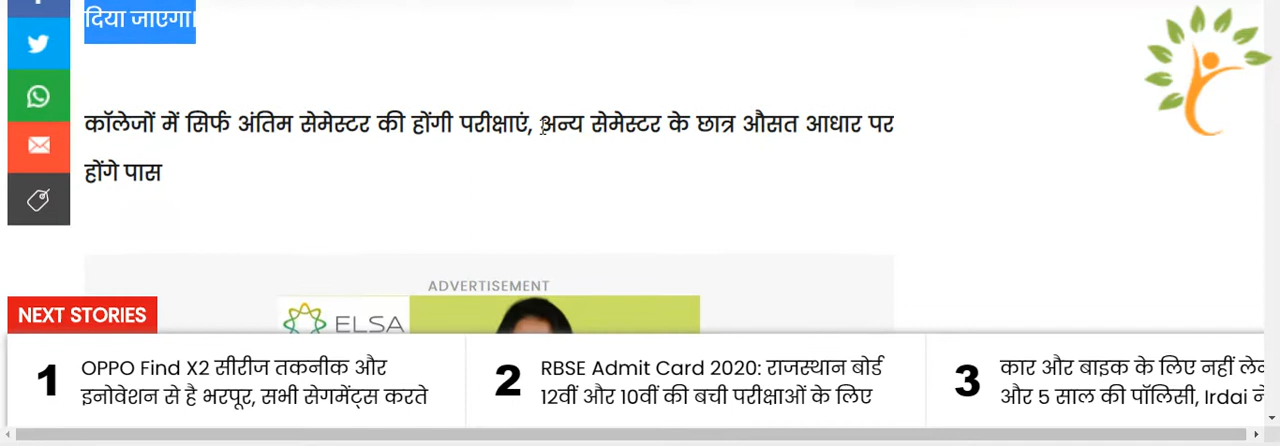 दिया जाएगा।
कॉलेजों में सिर्फ अंतिम सेमेस्टर की होंगी परीक्षाएं, अन्य सेमेस्टर के छात्र औसत आधार पर
होंगे पास
ADVERTISEMENT
ELSA
NEXT STORIES
1
OPPO Find X2 सीरीज तकनीक और
इनोवेशन से है भरपूर, सभी सेगमेंट्स करते
2
RBSE Admit Card 2020: राजस्थान बोर्ड
12वीं और 10वीं की बची परीक्षाओं के लिए
3
कार और बाइक के लिए नहीं
और 5 साल की पॉलिसी, Irdai